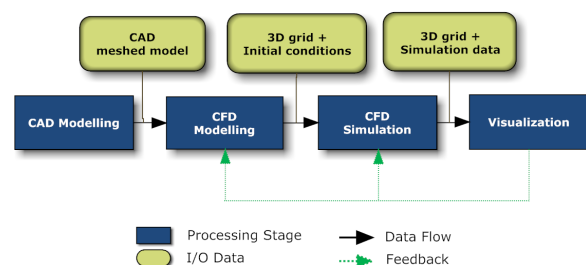 CAD
meshed model
3D grid +
Initial conditions
3D grid +
Simulation data
CAD Modelling
CFD
Modelling
CFD
Simulation
Visualization
Processing Stage
Data Flow
I/O Data
Feedback